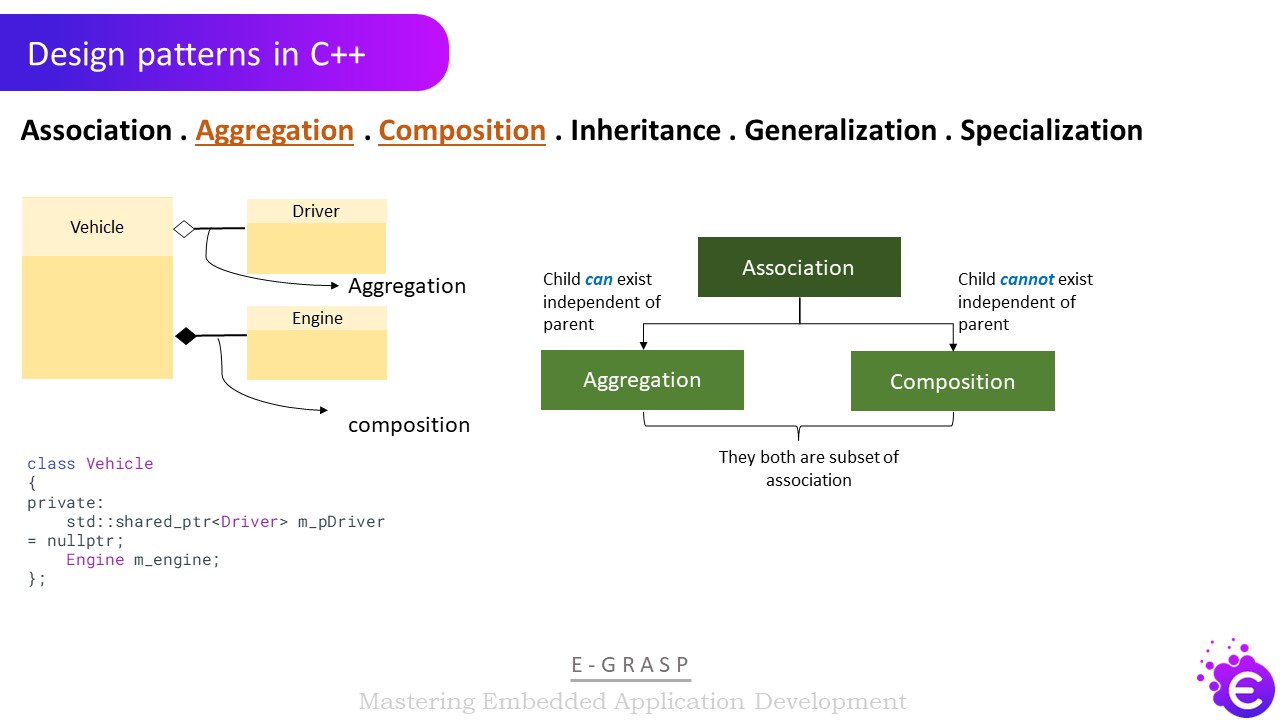 Design patterns in C++
Association . Aggregation . Composition . Inheritance . Generalization . Specialization
Vehicle
Driver
Aggregation
Engine
composition
class Vehicle
{
private:
    std::shared_ptr<Driver> m_pDriver
= nullptr;
    Engine m_engine;
};
Association
Child can exist
independent of
parent
Child cannot exist
independent of
parent
Aggregation
Composition
They both are subset of
association
E-GRASP
Mastering Embedded Application Development